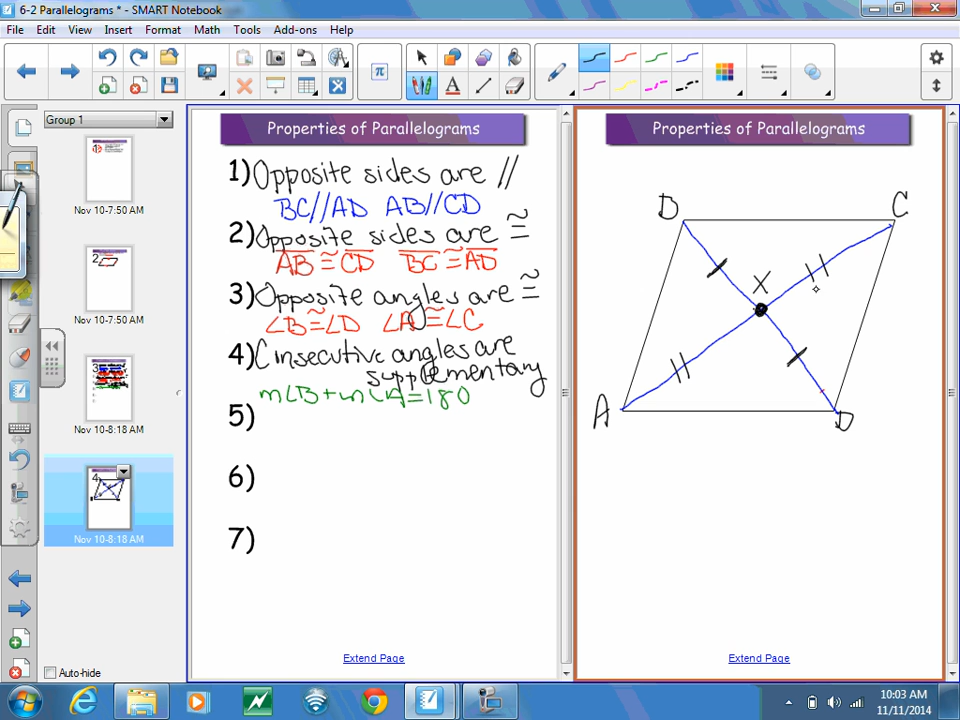 6-2 Parallelograms * - SMART Notebook
File Edit View Insert Format Math Tools Add-ons Help
Group 1
Nov 10-7:50 AM
2
Nov 10-7:50 AM
3
Nov 10-8:18 AM
4
Nov 10-8:18 AM
Auto-hide
Properties of Parallelograms
1) Opposite sides are //
BC//AD AB//CD
2) Opposite sides are ≅
AB ≅ CD BC ≅ AD
3) Opposite angles are ≅
∠B ≅ ∠D ∠A ≅ ∠C
4) Cinsecutive angles are
supplementary
m∠B + m∠A = 180
5)
6)
7)
Extend Page
Properties of Parallelograms
B C
X
A D
Extend Page
10:03 AM
11/11/2014